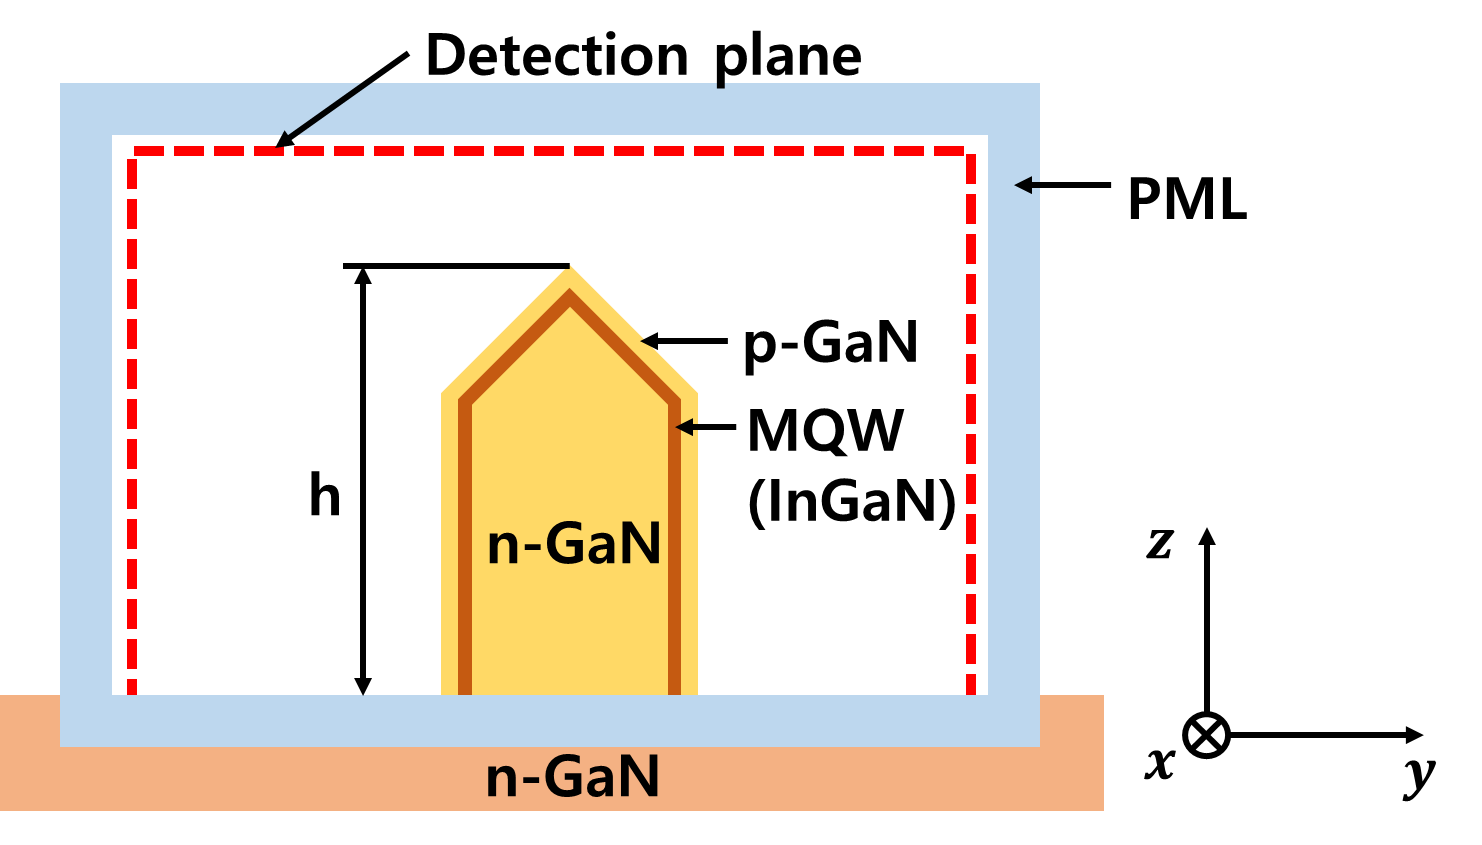 Detection plane
PML
p-GaN
MQW
(InGaN)
h
n-GaN
z
x
y
n-GaN